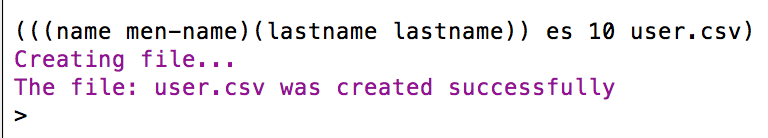 (((name men-name)(lastname lastname)) es 10 user.csv)
Creating file...
The file: user.csv was created successfully
>